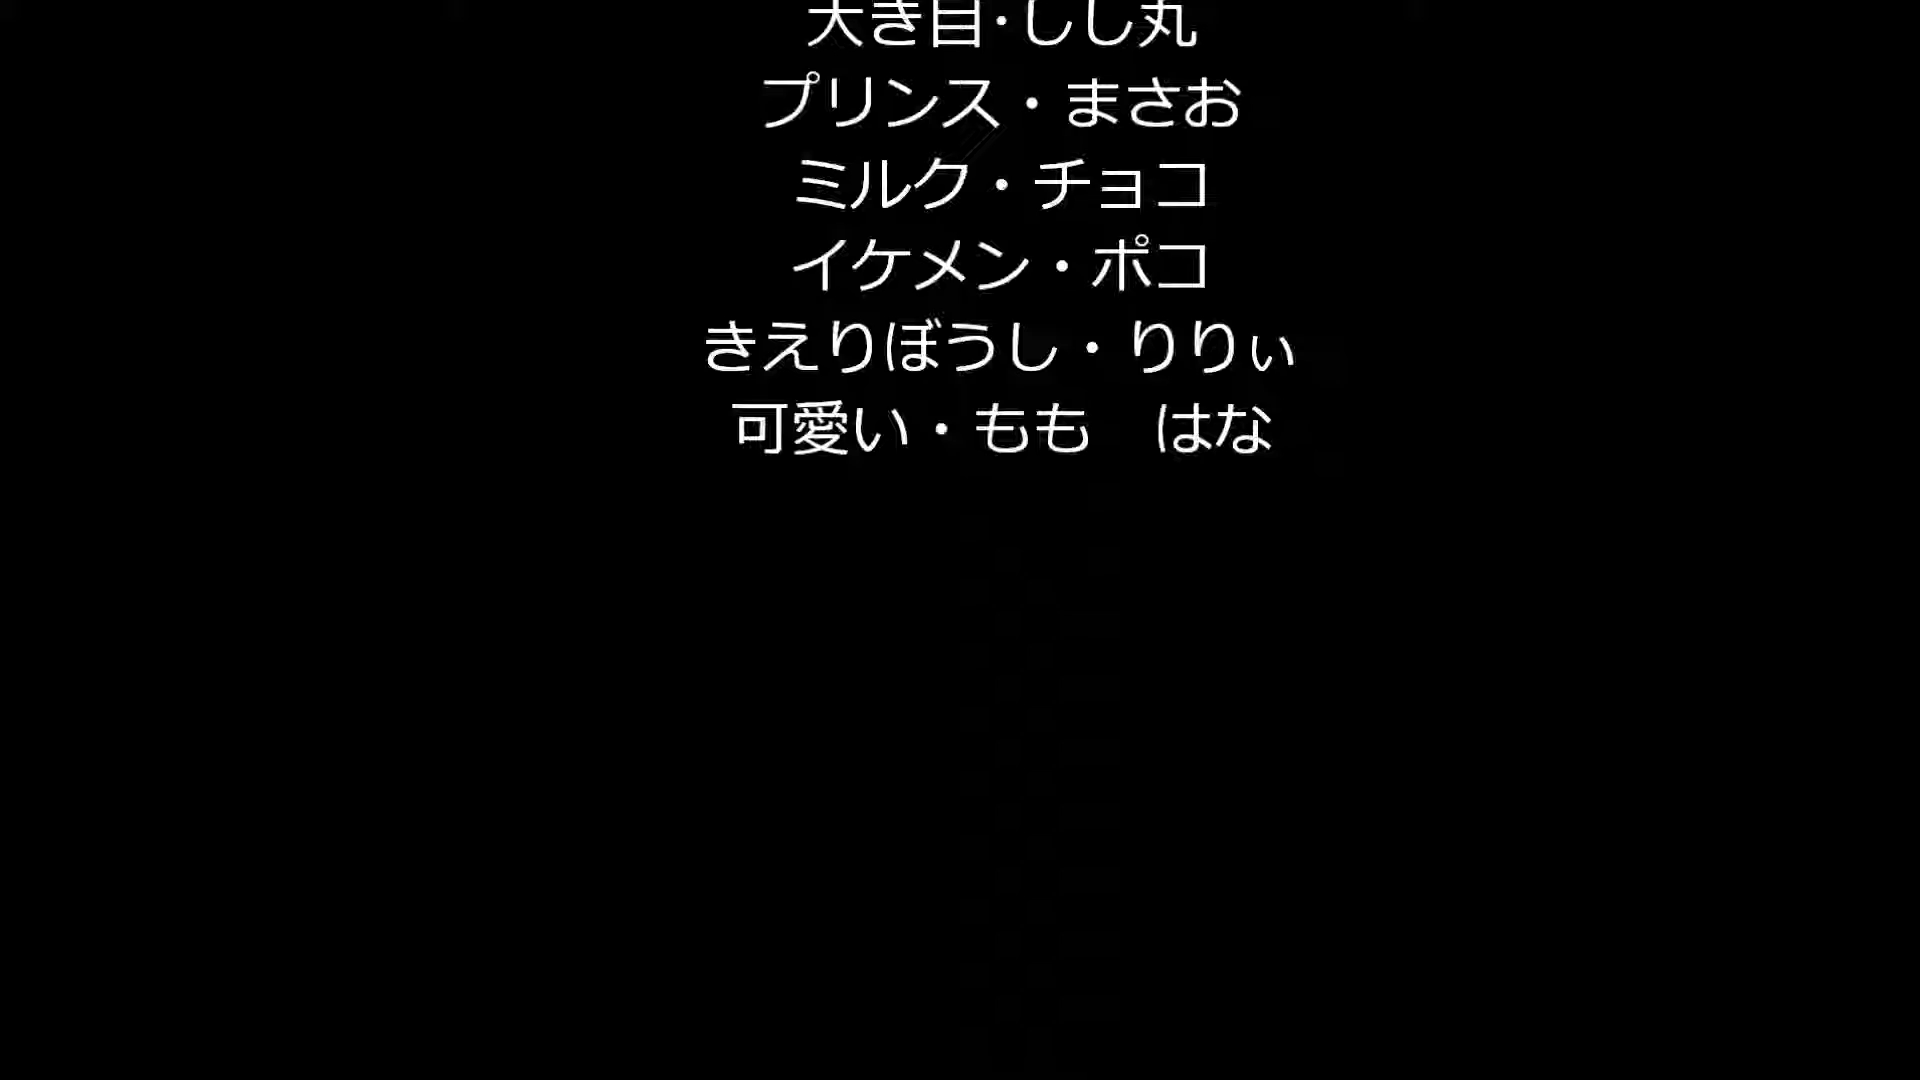 大き目・しし丸
プリンス・まさお
ミルク・チョコ
イケメン・ポコ
きえりぼうし・りりぃ
可愛い・もも　はな